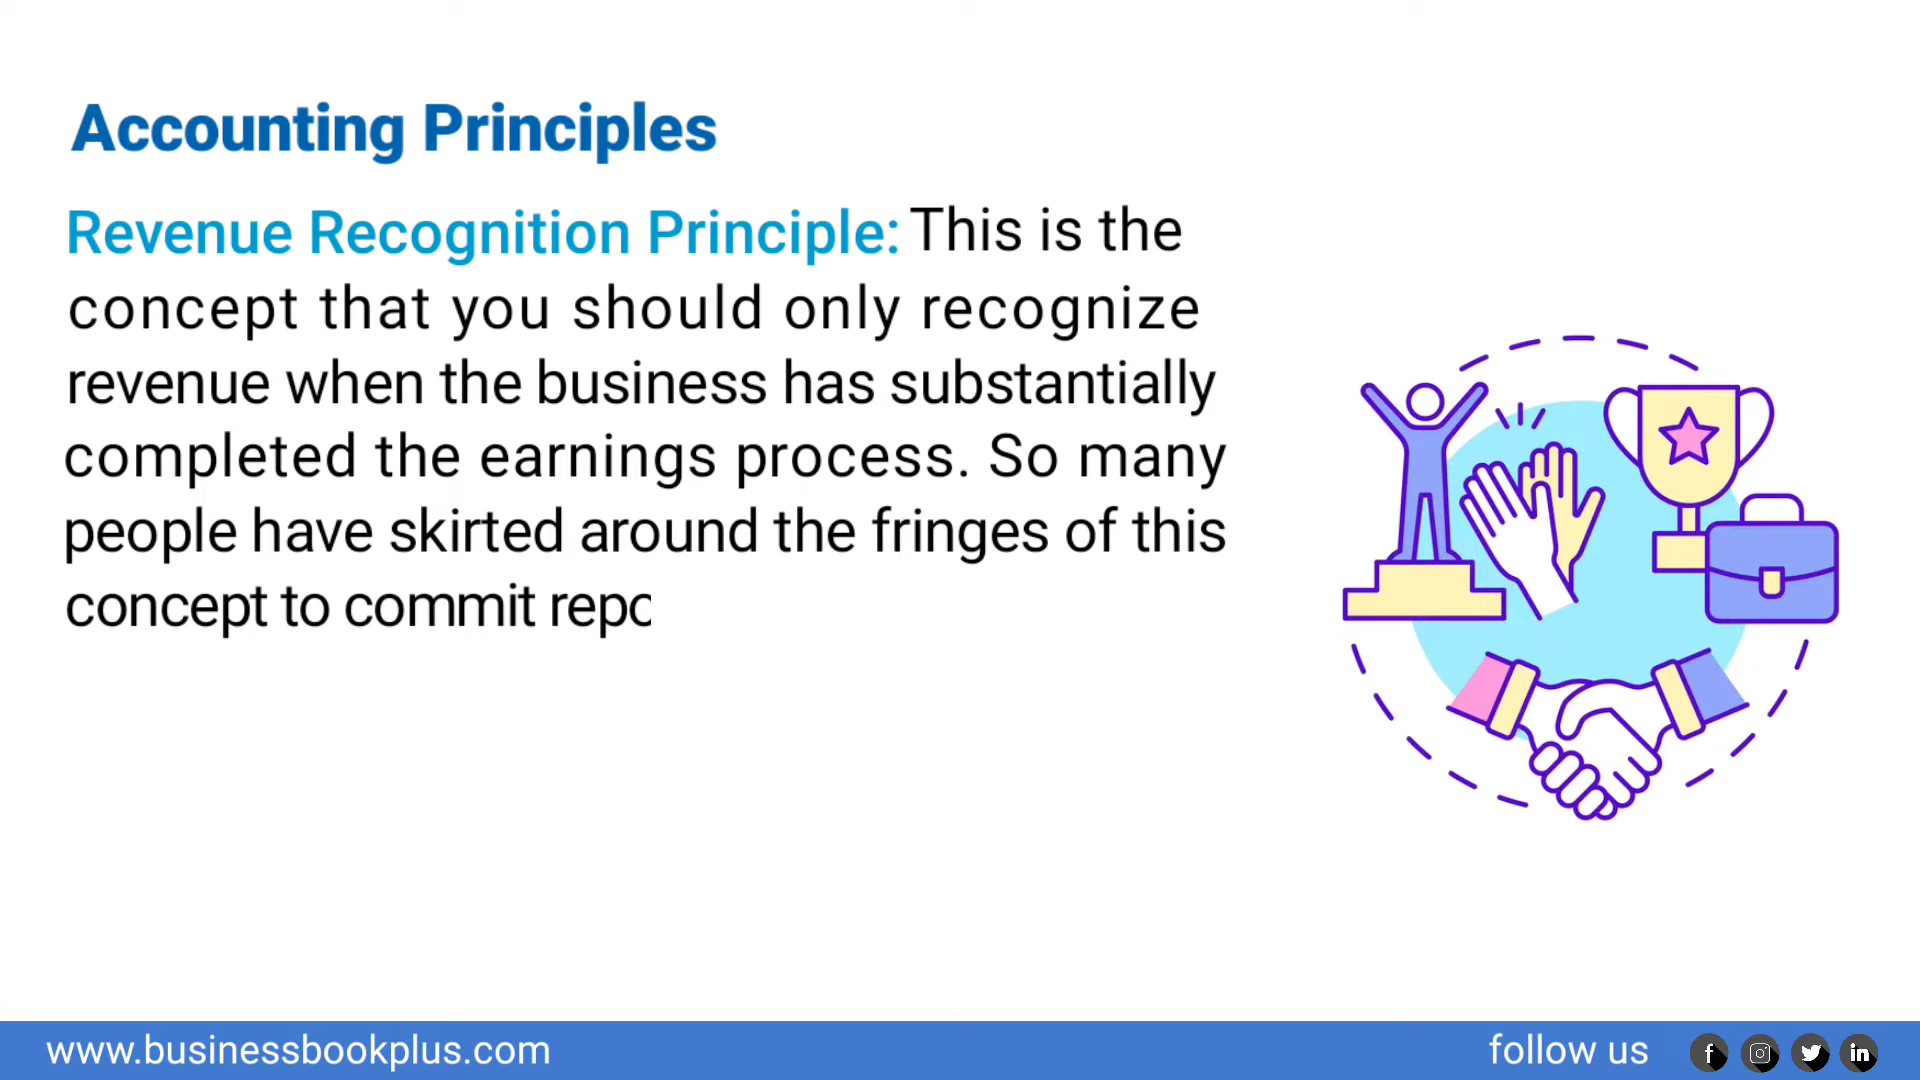 Accounting Principles
Revenue Recognition Principle: This is the
concept that you should only recognize
revenue when the business has substantially
completed the earnings process. So many
people have skirted around the fringes of this
concept to commit
www.businessbookplus.com
follow us